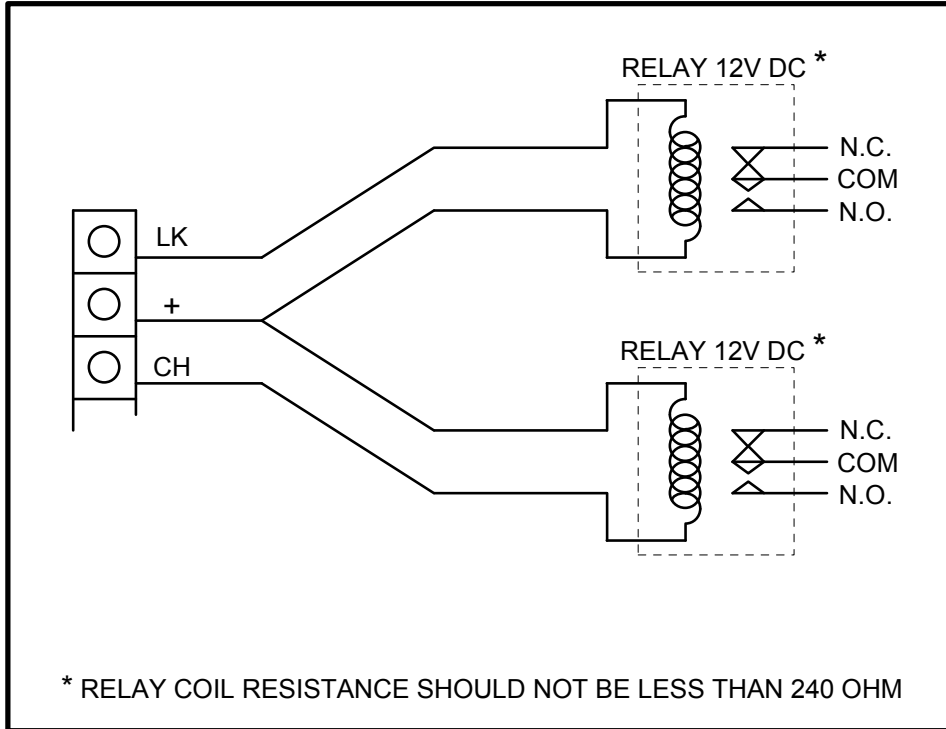 RELAY 12V DC *
N.C.
COM
N.O.
LK
+
CH
RELAY 12V DC *
N.C.
COM
N.O.
* RELAY COIL RESISTANCE SHOULD NOT BE LESS THAN 240 OHM